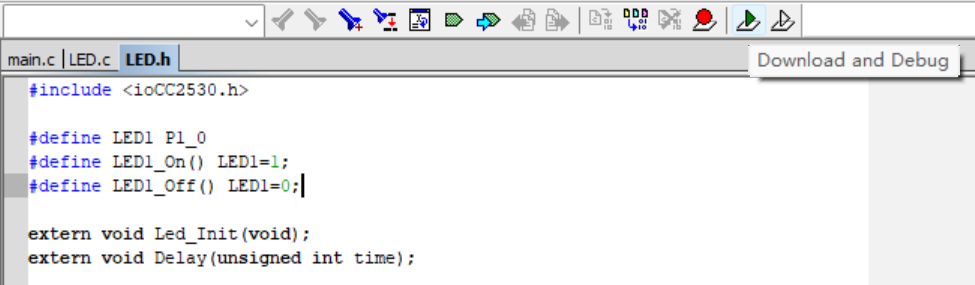 main.c LED.c LED.h
Download and Debug
#include <ioCC2530.h>
#define LED1 P1_0
#define LED1_On() LED1=1;
#define LED1_Off() LED1=0;
extern void Led_Init(void);
extern void Delay(unsigned int time);